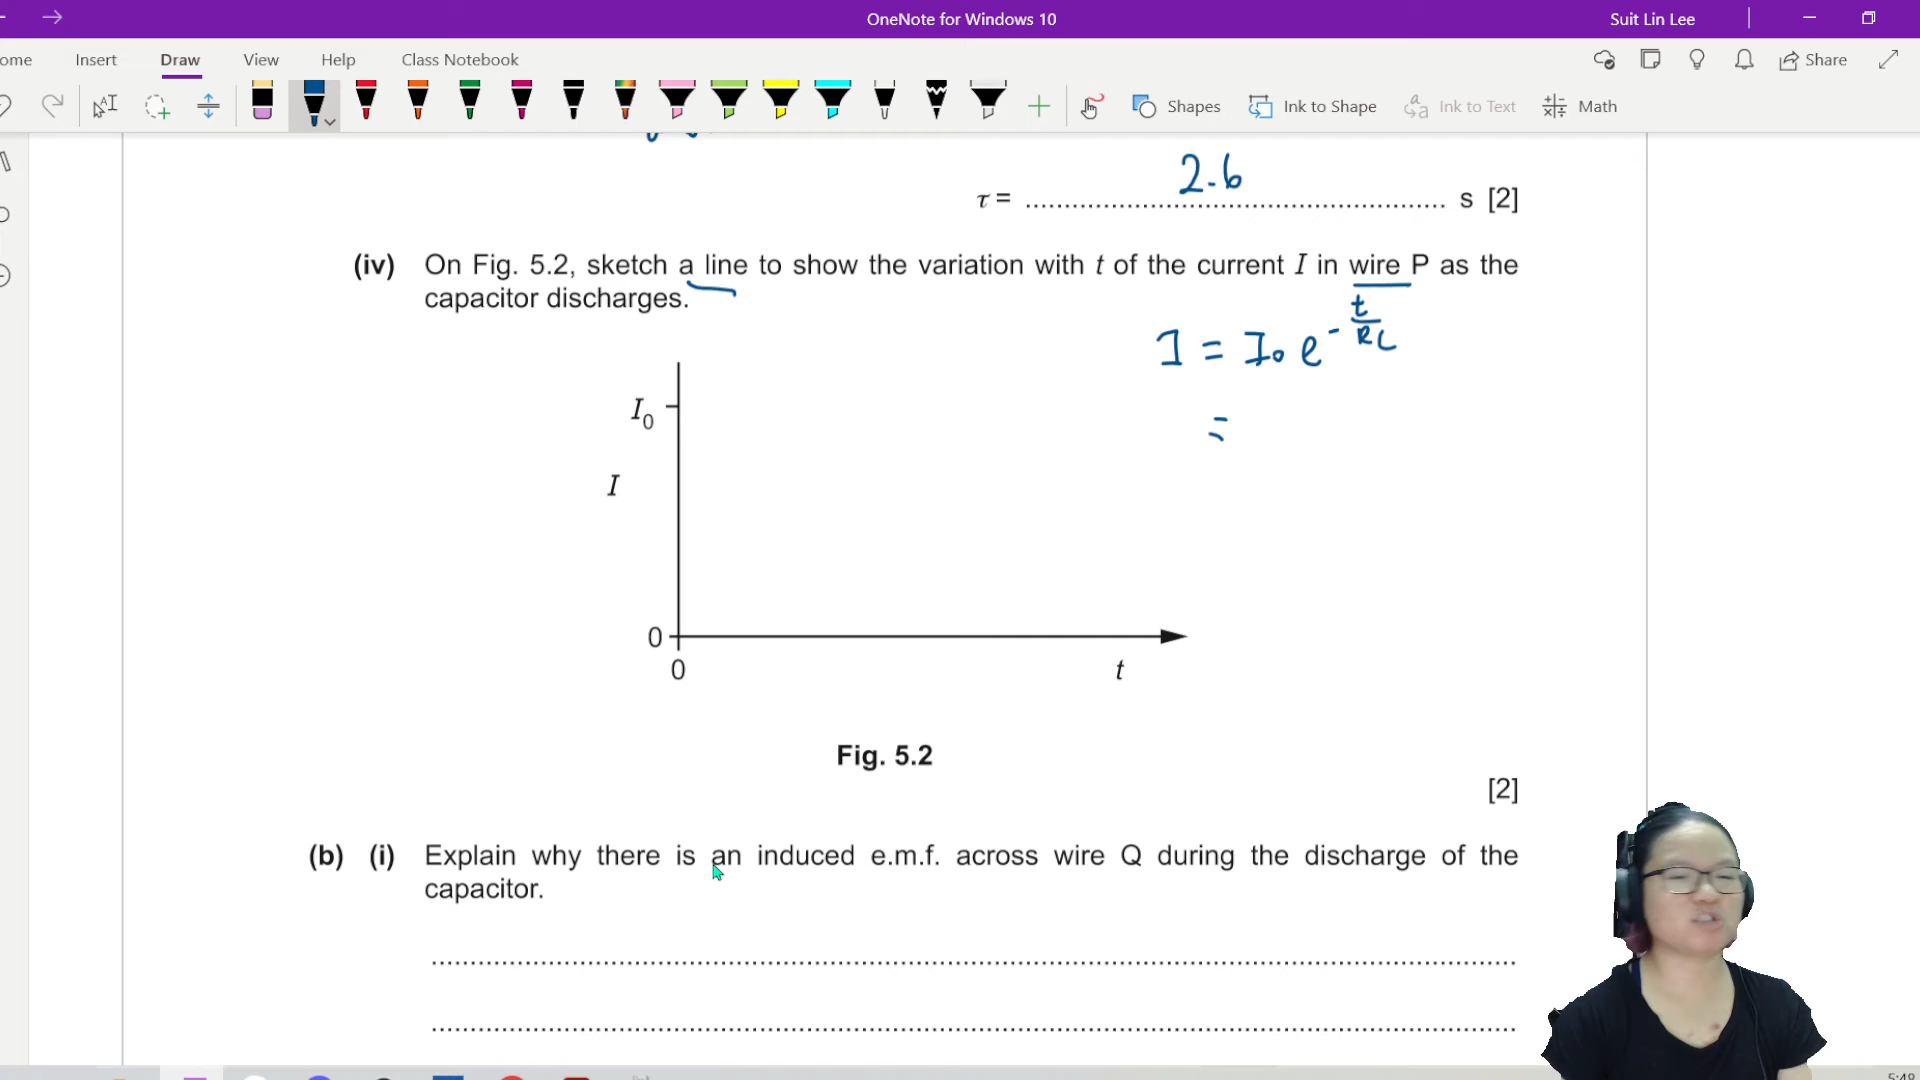 OneNote for Windows 10
Suit Lin Lee
ome Insert Draw View Help Class Notebook Share
Shapes Ink to Shape Ink to Text Math
2.6
τ = ........ s [2]
(iv) On Fig. 5.2, sketch a line to show the variation with t of the current I in wire P as the
capacitor discharges.
I = I₀ e^(-t/RC)
=
I₀
I
0
0
t
Fig. 5.2
[2]
(b) (i) Explain why there is an induced e.m.f. across wire Q during the discharge of the
capacitor.